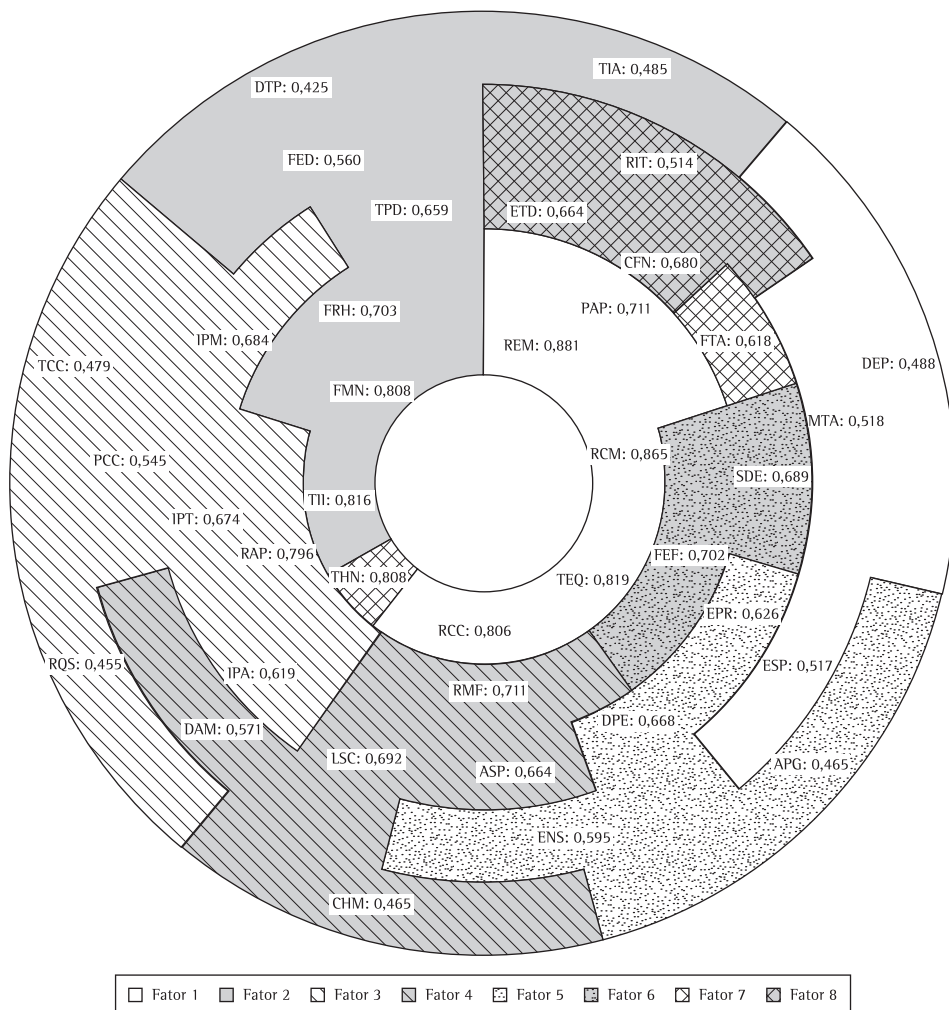 TIA: 0,485
DTP: 0,425
FED: 0,560
RIT: 0,514
TPD: 0,659
ETD: 0,664
CFN: 0,680
PAP: 0,711
FRH: 0,703
IPM: 0,684
FTA: 0,618
REM: 0,881
TCC: 0,479
DEP: 0,488
FMN: 0,808
MTA: 0,518
RCM: 0,865
PCC: 0,545
SDE: 0,689
TII: 0,816
IPT: 0,674
RAP: 0,796
FEF: 0,702
THN: 0,808
TEQ: 0,819
EPR: 0,626
RCC: 0,806
RQS: 0,455
ESP: 0,517
IPA: 0,619
RMF: 0,711
DPE: 0,668
DAM: 0,571
LSC: 0,692
APG: 0,465
ASP: 0,664
ENS: 0,595
CHM: 0,465
Fator 1 Fator 2 Fator 3 Fator 4 Fator 5 Fator 6 Fator 7 Fator 8